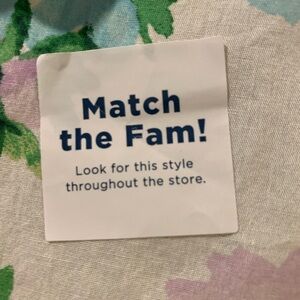 Match
the Fam!
Look for this style
throughout the store.